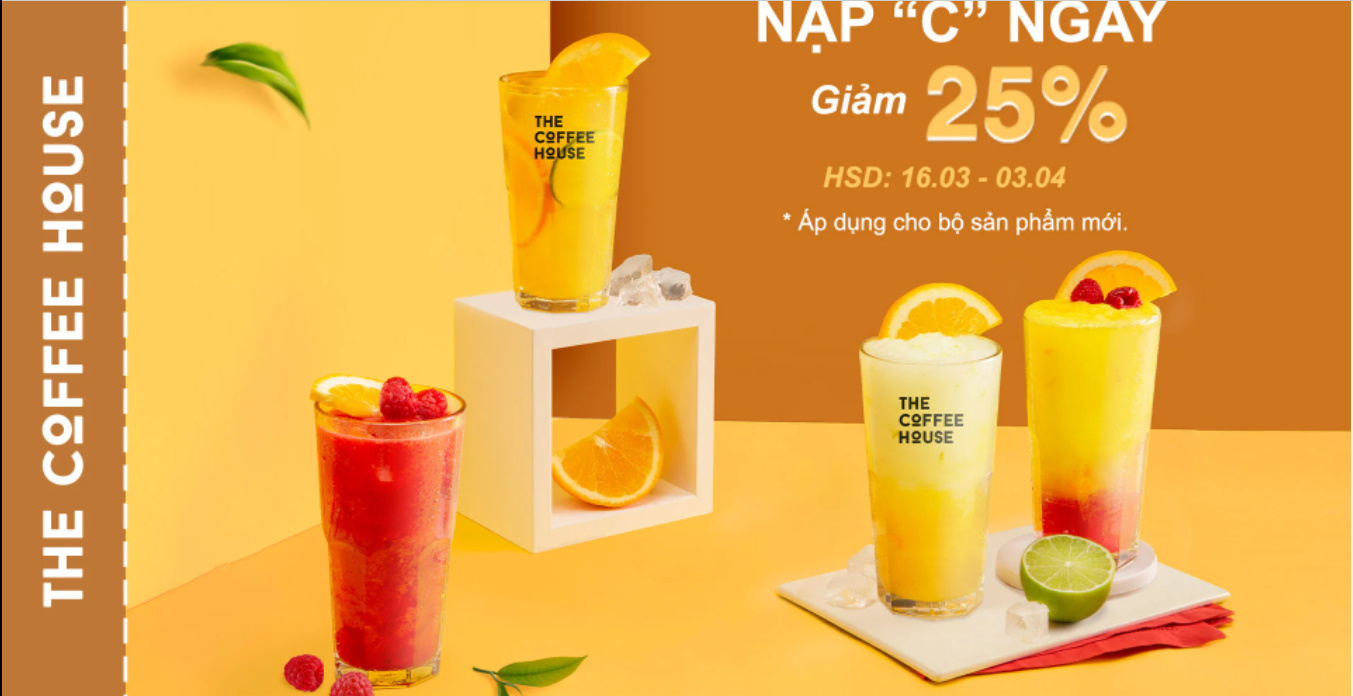 THE COFFEE HOUSE
NẠP “C” NGAY
Giảm 25%
HSD: 16.03 - 03.04
* Áp dụng cho bộ sản phẩm mới.
THE
COFFEE
HOUSE
THE
COFFEE
HOUSE